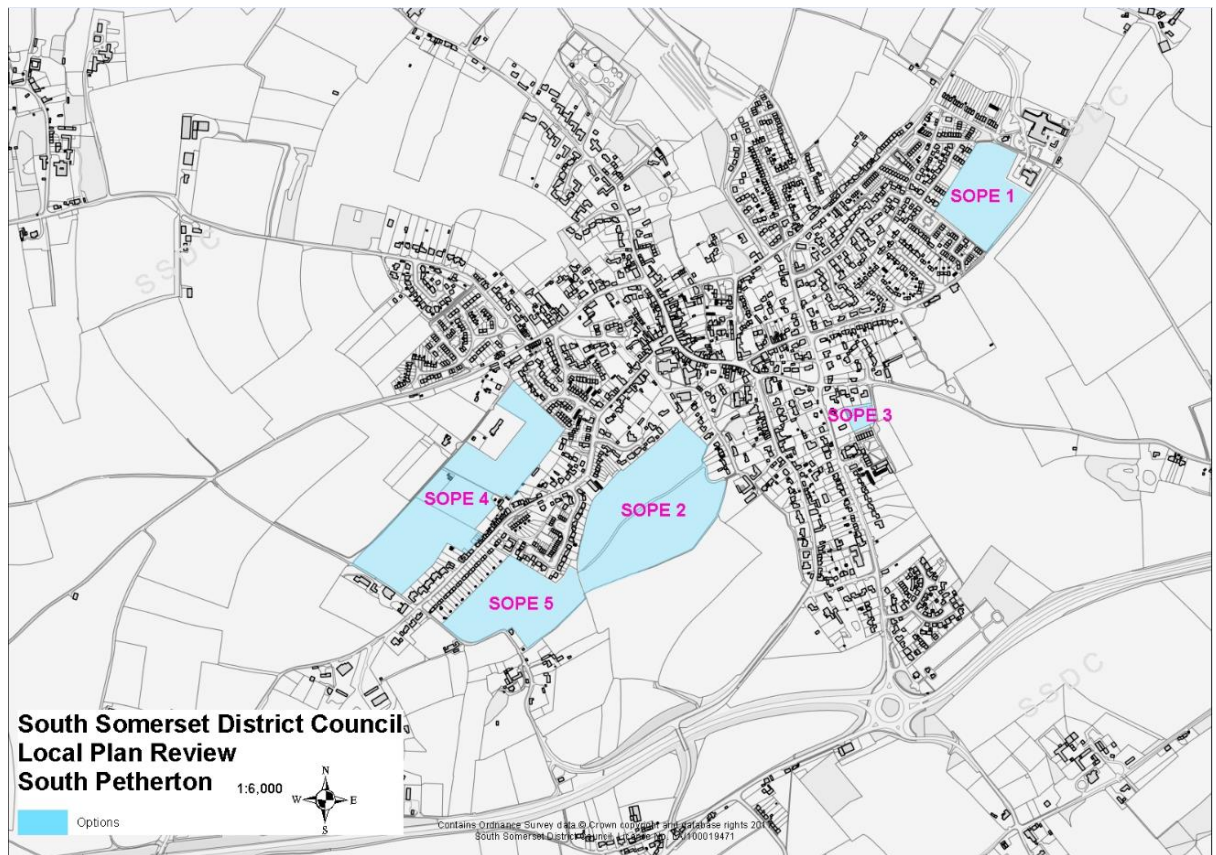 SSDC
SOPE 1
SSDC
SOPE 3
SOPE 4
SOPE 2
SOPE 5
SSDC
South Somerset District Council
Local Plan Review
South Petherton 1:6,000
N
W E
S
Options
Contains Ordnance Survey data © Crown copyright and database rights
South Somerset District Council, Licence No.